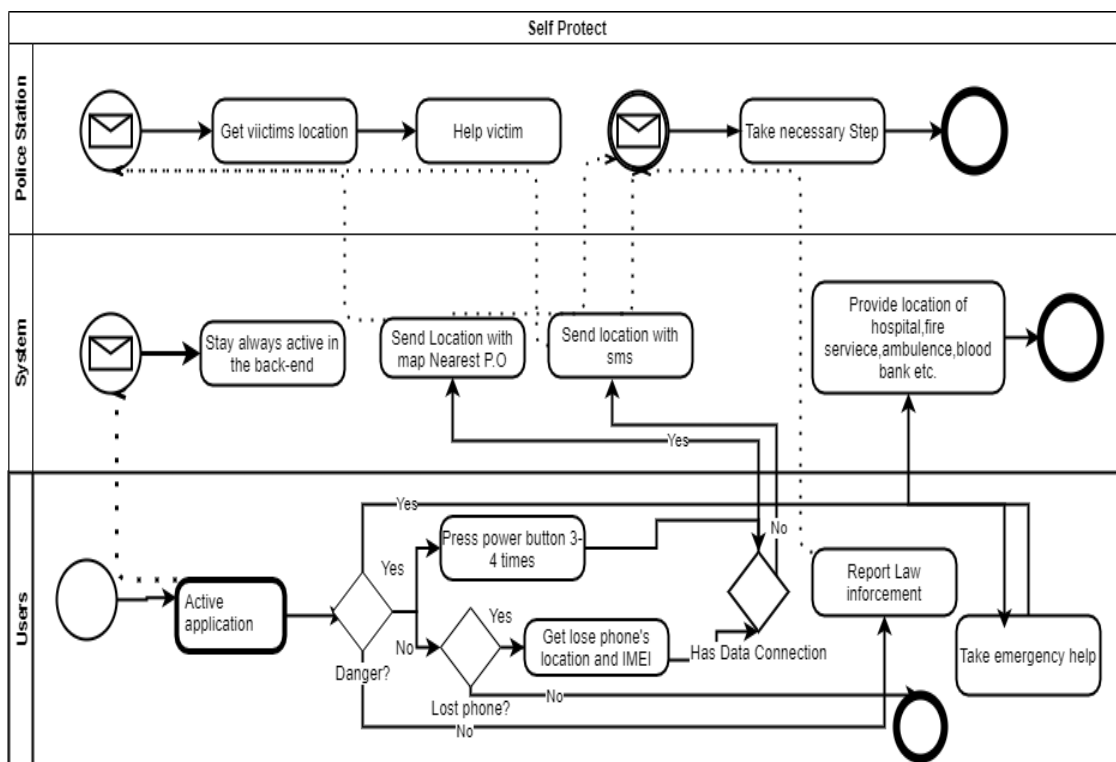 Self Protect
Police Station
Get viictims location
Help victim
Take necessary Step
System
Stay always active in
the back-end
Send Location with
map Nearest P.O
Send location with
sms
Provide location of
hospital,fire
serviece,ambulence,blood
bank etc.
Yes
Users
Active
application
Danger?
Yes
Yes
No
No
Press power button 3-
4 times
Lost phone?
Yes
No
Get lose phone's
location and IMEI
Has Data Connection
No
Report Law
inforcement
Take emergency help